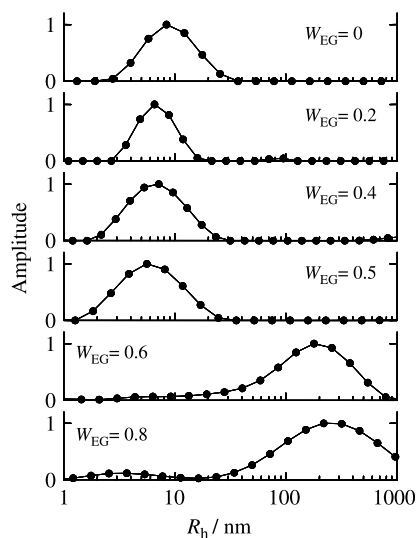 1
W_EG= 0
0
1
W_EG= 0.2
0
1
W_EG= 0.4
0
Amplitude
1
W_EG= 0.5
0
1
W_EG= 0.6
0
1
W_EG= 0.8
0
1 10 100 1000
R_h / nm